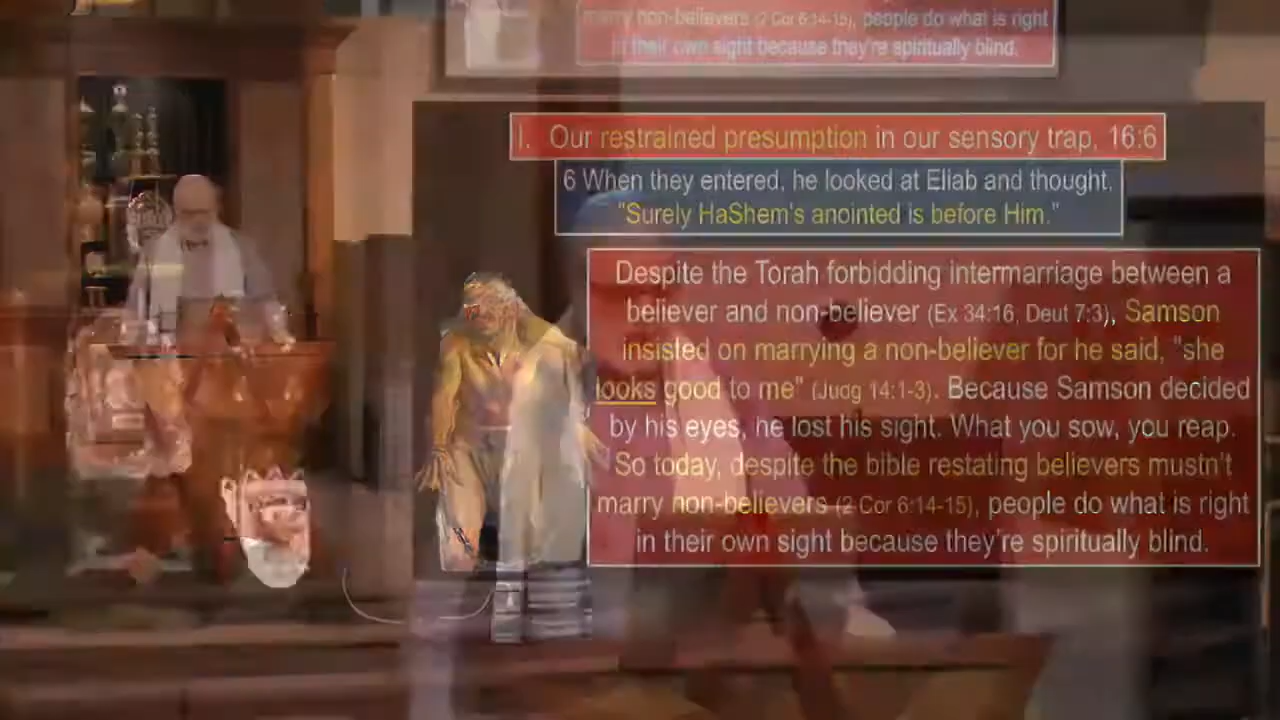 marry non-believers (2 Cor 6:14-15), people do what is right
in their own sight because they're spiritually blind.
I. Our restrained presumption in our sensory trap, 16:6
6 When they entered, he looked at Eliab and thought,
"Surely HaShem's anointed is before Him."
Despite the Torah forbidding intermarriage between a
believer and non-believer (Ex 34:16, Deut 7:3), Samson
insisted on marrying a non-believer for he said, "she
looks good to me" (Judg 14:1-3). Because Samson decided
by his eyes, he lost his sight. What you sow, you reap.
So today, despite the bible restating believers mustn't
marry non-believers (2 Cor 6:14-15), people do what is right
in their own sight because they're spiritually blind.